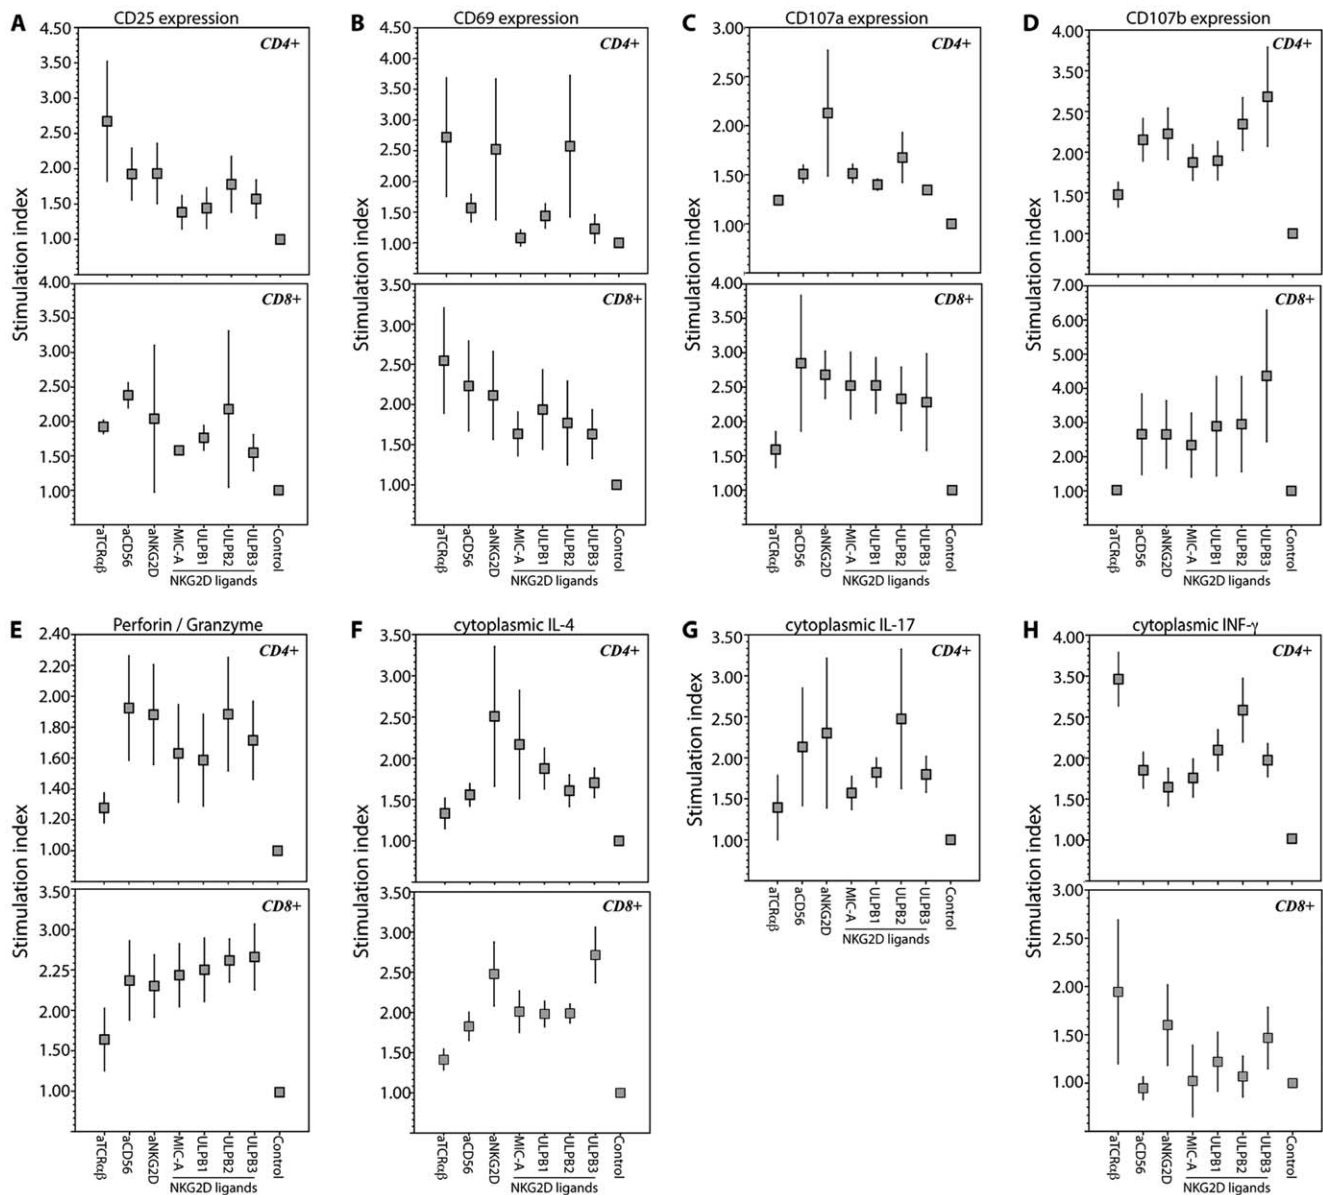 A
CD25 expression
Stimulation index
CD4+
4.50
3.50
3.00
2.50
2.00
1.50
1.00
CD8+
4.00
3.50
3.00
2.50
2.00
1.50
1.00
aTCRαβ
aCD56
aNKG2D
MIC-A
ULPB1
ULPB2
ULPB3
Control
NKG2D ligands
B
CD69 expression
Stimulation index
CD4+
4.50
4.00
3.50
3.00
2.50
2.00
1.50
1.00
CD8+
3.50
3.00
2.50
2.00
1.50
1.00
aTCRαβ
aCD56
aNKG2D
MIC-A
ULPB1
ULPB2
ULPB3
Control
NKG2D ligands
C
CD107a expression
Stimulation index
CD4+
3.00
2.50
2.00
1.50
1.00
CD8+
4.00
3.50
3.00
2.50
2.00
1.50
1.00
aTCRαβ
aCD56
aNKG2D
MIC-A
ULPB1
ULPB2
ULPB3
Control
NKG2D ligands
D
CD107b expression
Stimulation index
CD4+
4.00
3.50
2.50
2.00
1.50
1.00
CD8+
7.00
5.00
4.00
3.00
2.00
1.00
aTCRαβ
aCD56
aNKG2D
MIC-A
ULPB1
ULPB2
ULPB3
Control
NKG2D ligands
E
Perforin / Granzyme
Stimulation index
CD4+
2.40
2.20
2.00
1.80
1.60
1.40
1.20
1.00
CD8+
3.50
2.50
2.25
2.00
1.50
1.00
aTCRαβ
aCD56
aNKG2D
MIC-A
ULPB1
ULPB2
ULPB3
Control
NKG2D ligands
F
cytoplasmic IL-4
Stimulation index
CD4+
3.50
3.00
2.50
2.00
1.50
1.00
CD8+
3.50
3.00
2.50
2.00
1.50
1.00
aTCRαβ
aCD56
aNKG2D
MIC-A
ULPB1
ULPB2
ULPB3
Control
NKG2D ligands
G
cytoplasmic IL-17
Stimulation index
CD4+
3.50
3.00
2.50
2.00
1.50
1.00
aTCRαβ
aCD56
aNKG2D
MIC-A
ULPB1
ULPB2
ULPB3
Control
NKG2D ligands
H
cytoplasmic INF-γ
Stimulation index
CD4+
4.00
3.50
2.50
2.00
1.50
1.00
CD8+
3.00
2.50
2.00
1.50
1.00
aTCRαβ
aCD56
aNKG2D
MIC-A
ULPB1
ULPB2
ULPB3
Control
NKG2D ligands